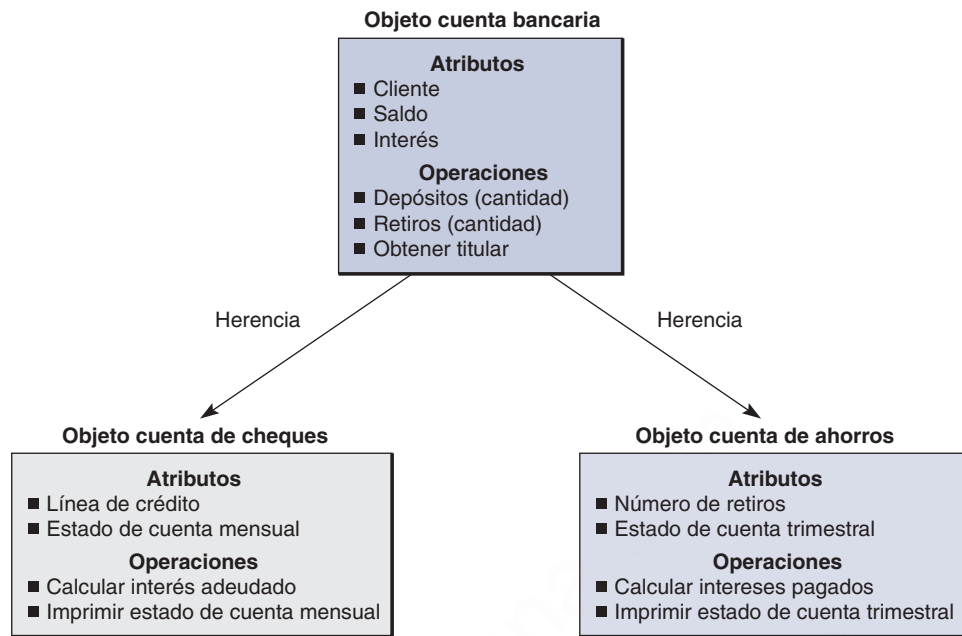 Objeto cuenta bancaria
Atributos
■ Cliente
■ Saldo
■ Interés
Operaciones
■ Depósitos (cantidad)
■ Retiros (cantidad)
■ Obtener titular
Herencia
Herencia
Objeto cuenta de cheques
Atributos
■ Línea de crédito
■ Estado de cuenta mensual
Operaciones
■ Calcular interés adeudado
■ Imprimir estado de cuenta mensual
Objeto cuenta de ahorros
Atributos
■ Número de retiros
■ Estado de cuenta trimestral
Operaciones
■ Calcular intereses pagados
■ Imprimir estado de cuenta trimestral